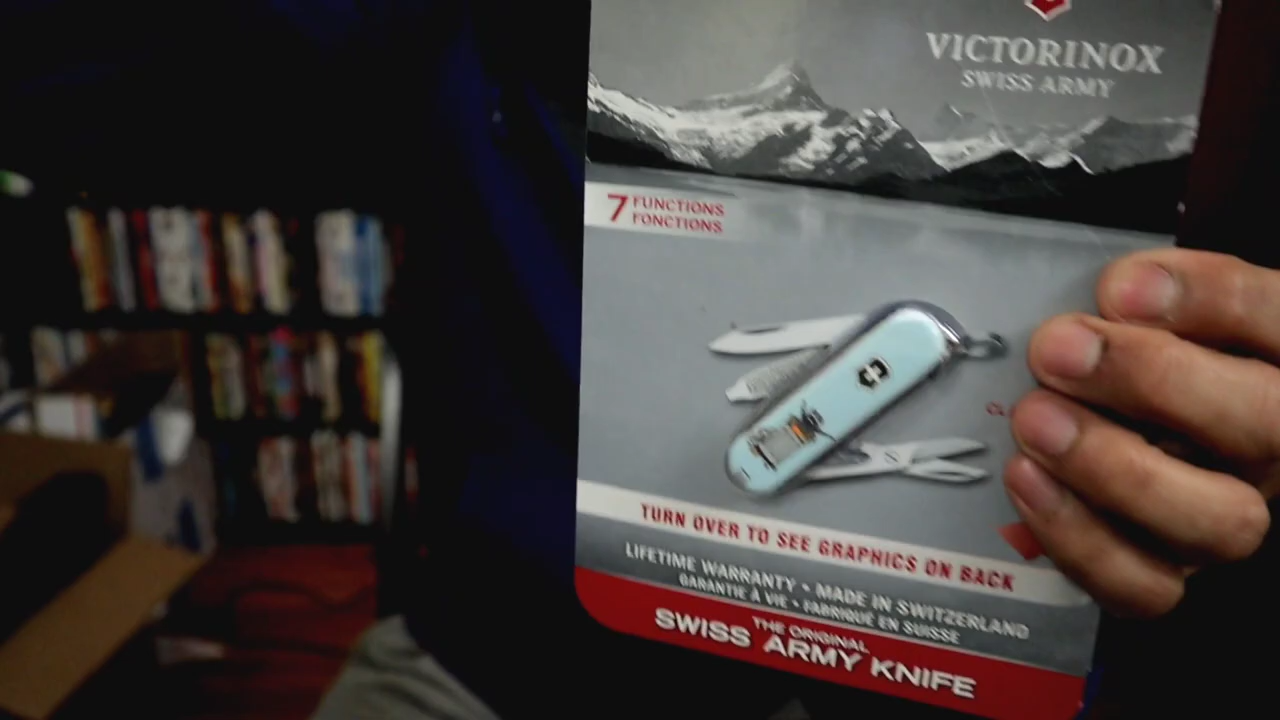 VICTORINOX
SWISS ARMY
7 FUNCTIONS
FONCTIONS
TURN OVER TO SEE GRAPHICS ON BACK
LIFETIME WARRANTY • MADE IN SWITZERLAND
GARANTIE À VIE • FABRIQUÉ EN SUISSE
THE ORIGINAL
SWISS ARMY KNIFE